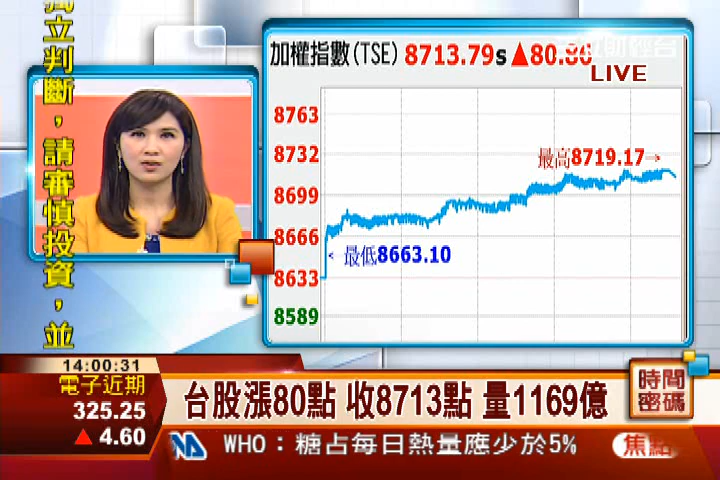 獨立判斷，請審慎投資，並
加權指數(TSE) 8713.79s ▲80.86
LIVE
8763
8732
8699
8666
8633
8589
最高8719.17→
← 最低8663.10
14:00:31
電子近期
325.25
▲ 4.60
台股漲80點 收8713點 量1169億
時間密碼
WHO：糖占每日熱量應少於5%
焦點